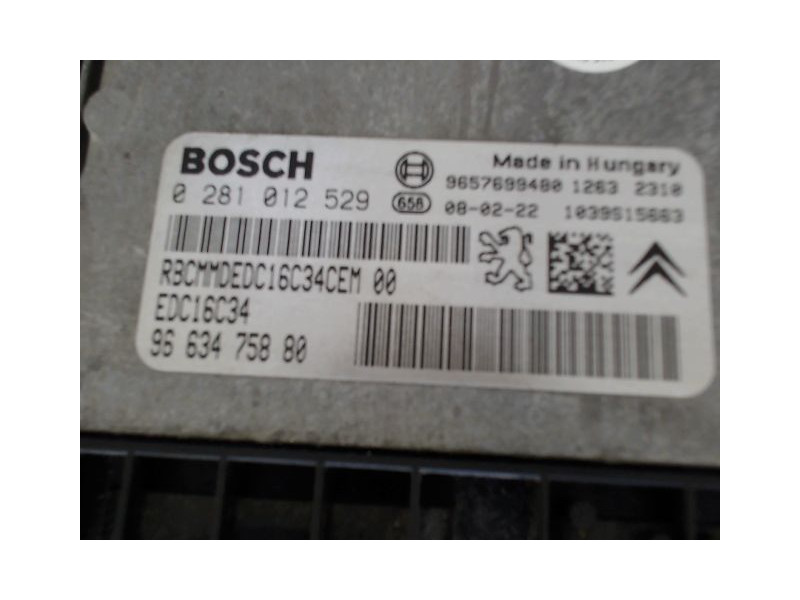 BOSCH
Made in Hungary
9657699480 1263 2310
0 281 012 529
658
08-02-22 1039S15663
RBCMMDEDC16C34CEM 00
EDC16C34
96 634 758 80